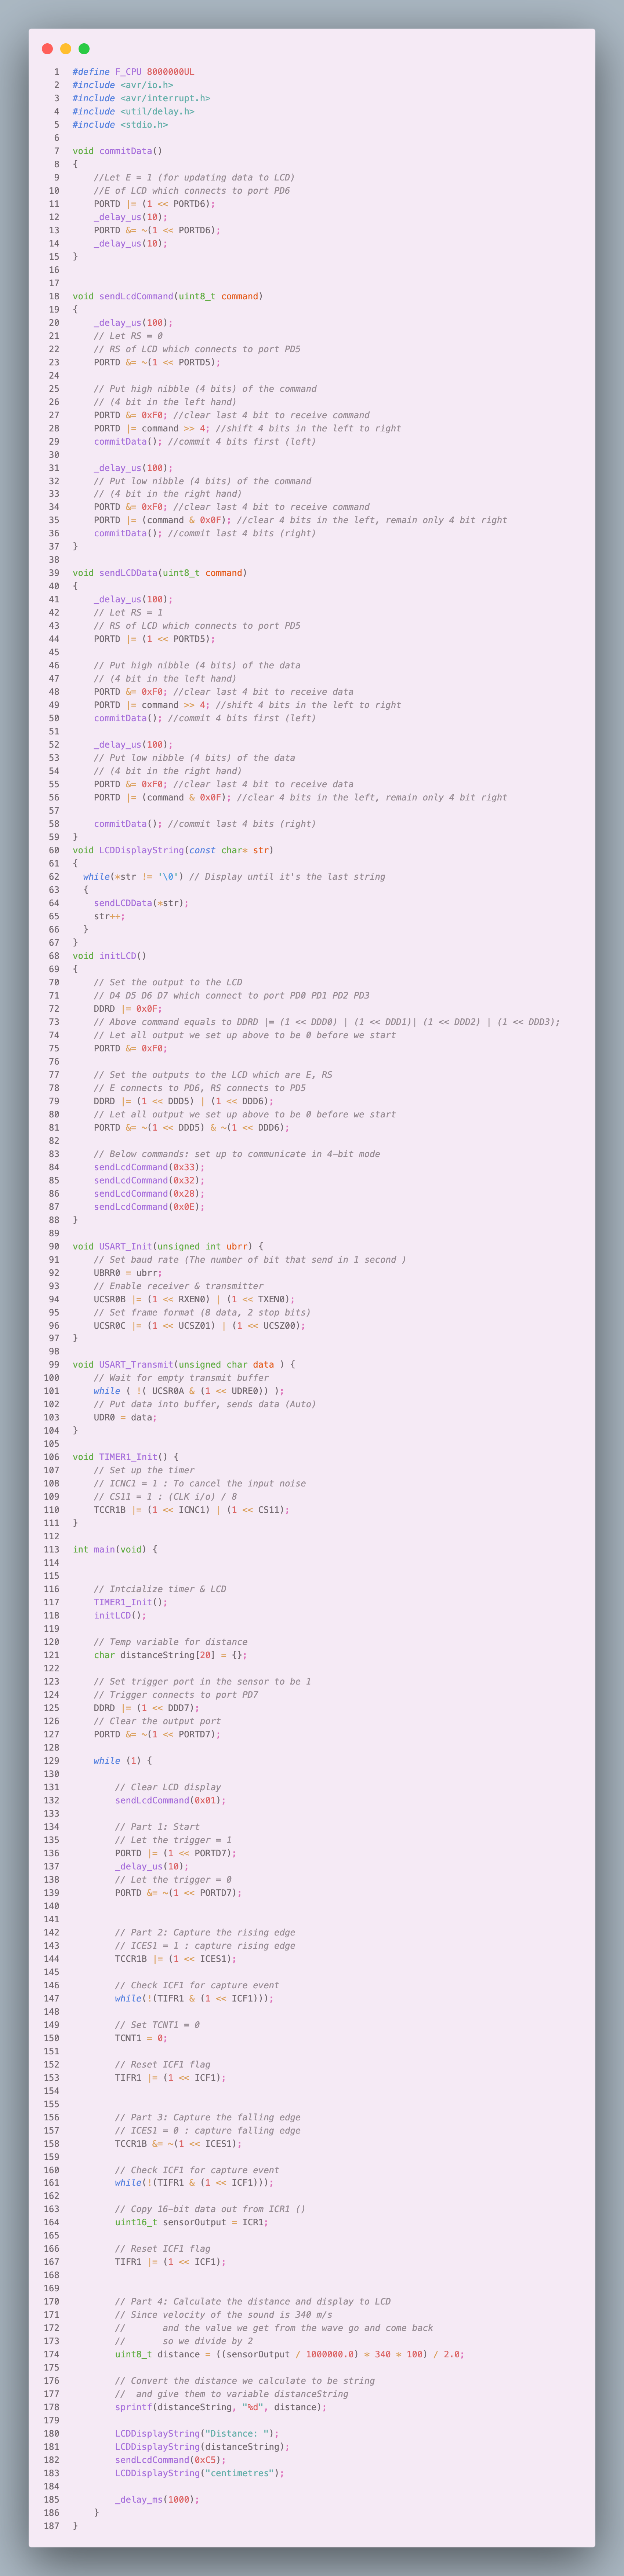 1 #define F_CPU 8000000UL
2 #include <avr/io.h>
3 #include <avr/interrupt.h>
4 #include <util/delay.h>
5 #include <stdio.h>
6
7 void commitData()
8 {
9     //Let E = 1 (for updating data to LCD)
10     //E of LCD which connects to port PD6
11     PORTD |= (1 << PORTD6);
12     _delay_us(10);
13     PORTD &= ~(1 << PORTD6);
14     _delay_us(10);
15 }
16
17
18 void sendLcdCommand(uint8_t command)
19 {
20     _delay_us(100);
21     // Let RS = 0
22     // RS of LCD which connects to port PD5
23     PORTD &= ~(1 << PORTD5);
24
25     // Put high nibble (4 bits) of the command
26     // (4 bit in the left hand)
27     PORTD &= 0xF0; //clear last 4 bit to receive command
28     PORTD |= command >> 4; //shift 4 bits in the left to right
29     commitData(); //commit 4 bits first (left)
30
31     _delay_us(100);
32     // Put low nibble (4 bits) of the command
33     // (4 bit in the right hand)
34     PORTD &= 0xF0; //clear last 4 bit to receive command
35     PORTD |= (command & 0x0F); //clear 4 bits in the left, remain only 4 bit right
36     commitData(); //commit last 4 bits (right)
37 }
38
39 void sendLCDData(uint8_t command)
40 {
41     _delay_us(100);
42     // Let RS = 1
43     // RS of LCD which connects to port PD5
44     PORTD |= (1 << PORTD5);
45
46     // Put high nibble (4 bits) of the data
47     // (4 bit in the left hand)
48     PORTD &= 0xF0; //clear last 4 bit to receive data
49     PORTD |= command >> 4; //shift 4 bits in the left to right
50     commitData(); //commit 4 bits first (left)
51
52     _delay_us(100);
53     // Put low nibble (4 bits) of the data
54     // (4 bit in the right hand)
55     PORTD &= 0xF0; //clear last 4 bit to receive data
56     PORTD |= (command & 0x0F); //clear 4 bits in the left, remain only 4 bit right
57
58     commitData(); //commit last 4 bits (right)
59 }
60 void LCDDisplayString(const char* str)
61 {
62   while(*str != '\0') // Display until it's the last string
63   {
64     sendLCDData(*str);
65     str++;
66   }
67 }
68 void initLCD()
69 {
70     // Set the output to the LCD
71     // D4 D5 D6 D7 which connect to port PD0 PD1 PD2 PD3
72     DDRD |= 0x0F;
73     // Above command equals to DDRD |= (1 << DDD0) | (1 << DDD1)| (1 << DDD2) | (1 << DDD3);
74     // Let all output we set up above to be 0 before we start
75     PORTD &= 0xF0;
76
77     // Set the outputs to the LCD which are E, RS
78     // E connects to PD6, RS connects to PD5
79     DDRD |= (1 << DDD5) | (1 << DDD6);
80     // Let all output we set up above to be 0 before we start
81     PORTD &= ~(1 << DDD5) & ~(1 << DDD6);
82
83     // Below commands: set up to communicate in 4-bit mode
84     sendLcdCommand(0x33);
85     sendLcdCommand(0x32);
86     sendLcdCommand(0x28);
87     sendLcdCommand(0x0E);
88 }
89
90 void USART_Init(unsigned int ubrr) {
91     // Set baud rate (The number of bit that send in 1 second )
92     UBRR0 = ubrr;
93     // Enable receiver & transmitter
94     UCSR0B |= (1 << RXEN0) | (1 << TXEN0);
95     // Set frame format (8 data, 2 stop bits)
96     UCSR0C |= (1 << UCSZ01) | (1 << UCSZ00);
97 }
98
99 void USART_Transmit(unsigned char data ) {
100     // Wait for empty transmit buffer
101     while ( !( UCSR0A & (1 << UDRE0)) );
102     // Put data into buffer, sends data (Auto)
103     UDR0 = data;
104 }
105
106 void TIMER1_Init() {
107     // Set up the timer
108     // ICNC1 = 1 : To cancel the input noise
109     // CS11 = 1 : (CLK i/o) / 8
110     TCCR1B |= (1 << ICNC1) | (1 << CS11);
111 }
112
113 int main(void) {
114
115
116     // Intcialize timer & LCD
117     TIMER1_Init();
118     initLCD();
119
120     // Temp variable for distance
121     char distanceString[20] = {};
122
123     // Set trigger port in the sensor to be 1
124     // Trigger connects to port PD7
125     DDRD |= (1 << DDD7);
126     // Clear the output port
127     PORTD &= ~(1 << PORTD7);
128
129     while (1) {
130
131         // Clear LCD display
132         sendLcdCommand(0x01);
133
134         // Part 1: Start
135         // Let the trigger = 1
136         PORTD |= (1 << PORTD7);
137         _delay_us(10);
138         // Let the trigger = 0
139         PORTD &= ~(1 << PORTD7);
140
141
142         // Part 2: Capture the rising edge
143         // ICES1 = 1 : capture rising edge
144         TCCR1B |= (1 << ICES1);
145
146         // Check ICF1 for capture event
147         while(!(TIFR1 & (1 << ICF1)));
148
149         // Set TCNT1 = 0
150         TCNT1 = 0;
151
152         // Reset ICF1 flag
153         TIFR1 |= (1 << ICF1);
154
155
156         // Part 3: Capture the falling edge
157         // ICES1 = 0 : capture falling edge
158         TCCR1B &= ~(1 << ICES1);
159
160         // Check ICF1 for capture event
161         while(!(TIFR1 & (1 << ICF1)));
162
163         // Copy 16-bit data out from ICR1 ()
164         uint16_t sensorOutput = ICR1;
165
166         // Reset ICF1 flag
167         TIFR1 |= (1 << ICF1);
168
169
170         // Part 4: Calculate the distance and display to LCD
171         // Since velocity of the sound is 340 m/s
172         //       and the value we get from the wave go and come back
173         //       so we divide by 2
174         uint8_t distance = ((sensorOutput / 1000000.0) * 340 * 100) / 2.0;
175
176         // Convert the distance we calculate to be string
177         //  and give them to variable distanceString
178         sprintf(distanceString, "%d", distance);
179
180         LCDDisplayString("Distance: ");
181         LCDDisplayString(distanceString);
182         sendLcdCommand(0xC5);
183         LCDDisplayString("centimetres");
184
185         _delay_ms(1000);
186     }
187 }